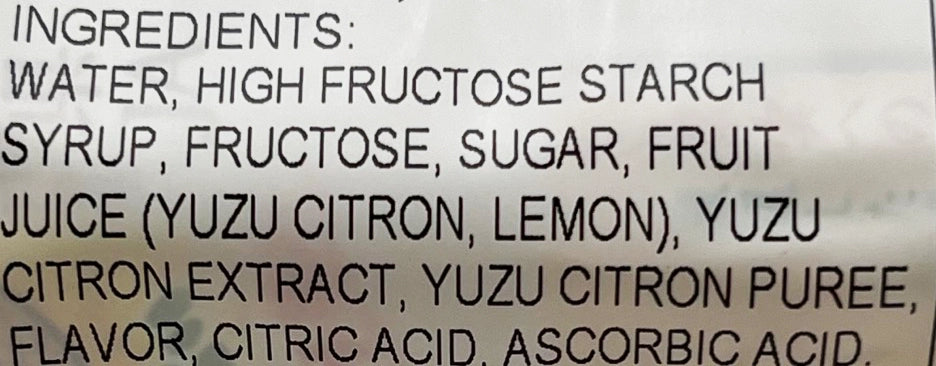 INGREDIENTS:
WATER, HIGH FRUCTOSE STARCH
SYRUP, FRUCTOSE, SUGAR, FRUIT
JUICE (YUZU CITRON, LEMON), YUZU
CITRON EXTRACT, YUZU CITRON PUREE,
FLAVOR, CITRIC ACID, ASCORBIC ACID.